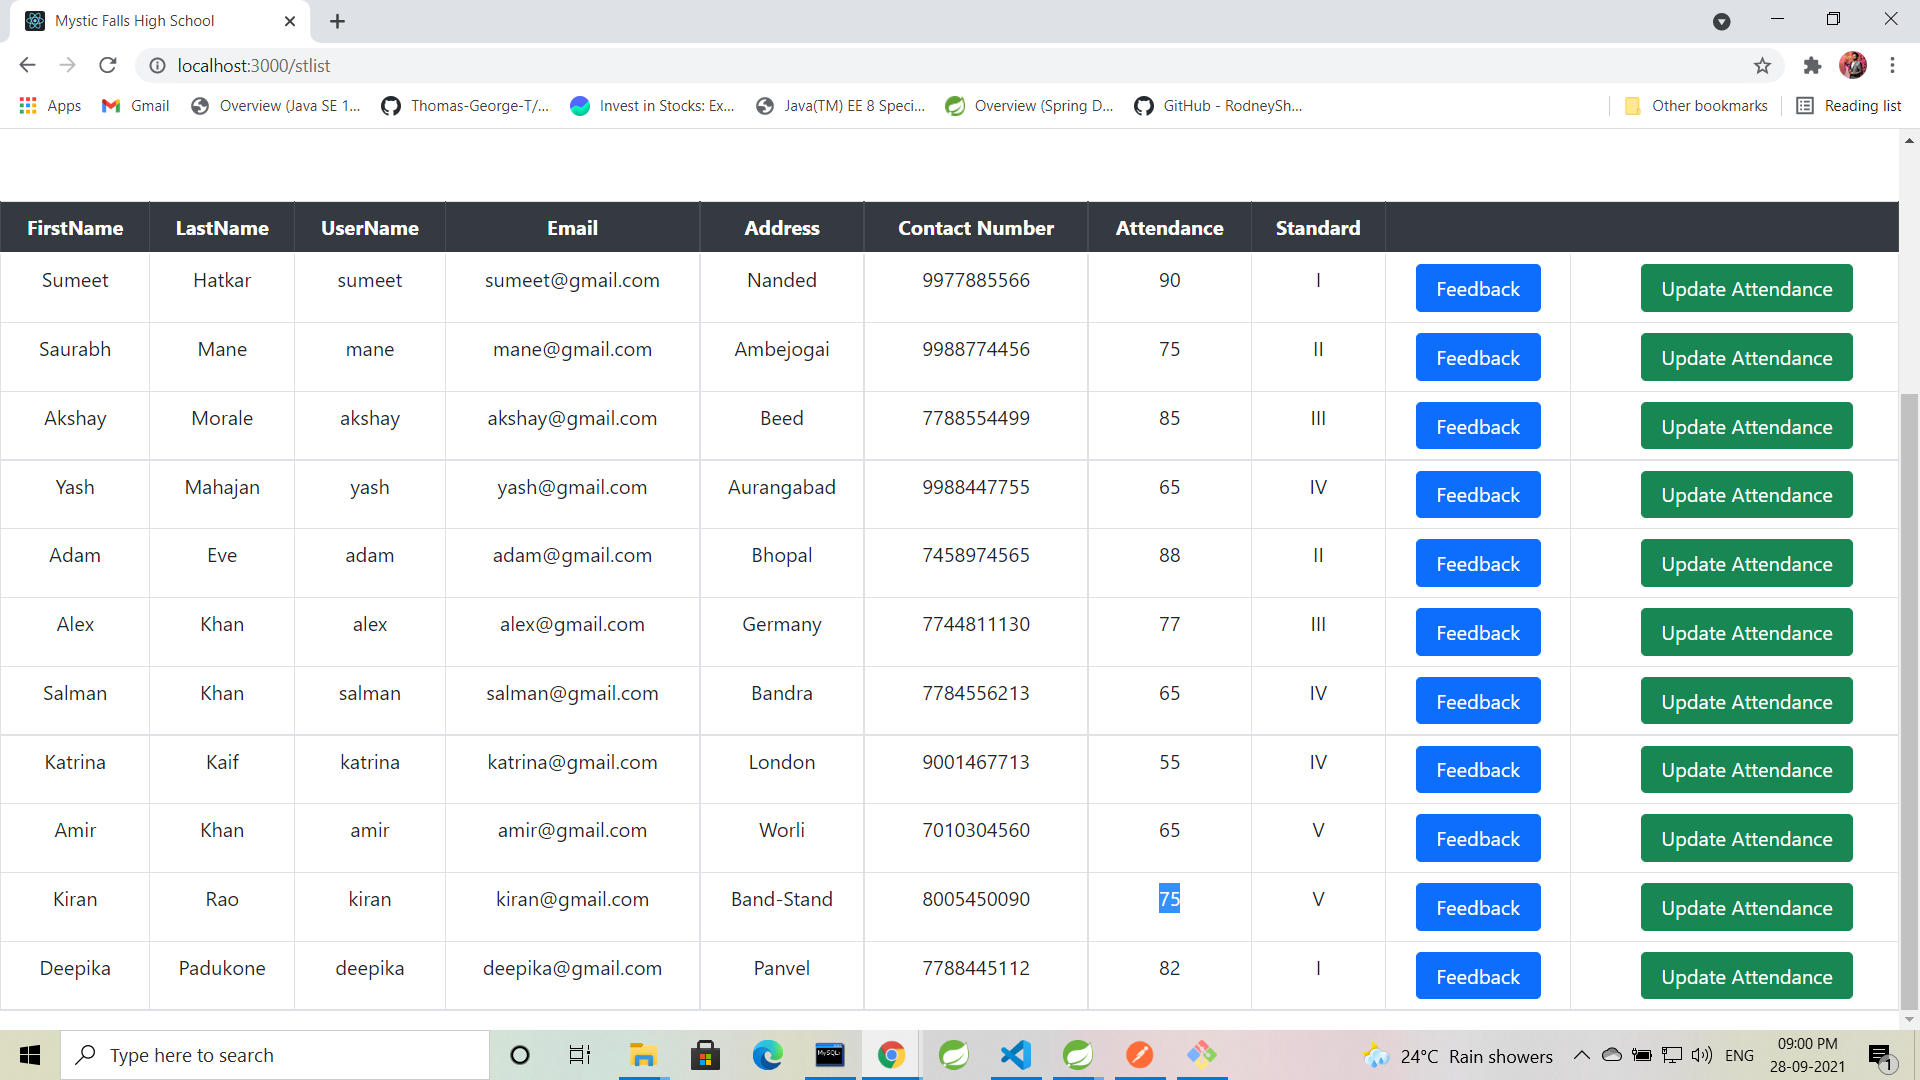 Mystic Falls High School
localhost:3000/stlist
Apps Gmail Overview (Java SE 1... Thomas-George-T/... Invest in Stocks: Ex... Java(TM) EE 8 Speci... Overview (Spring D... GitHub - RodneySh... Other bookmarks Reading list
FirstName LastName UserName Email Address Contact Number Attendance Standard
Sumeet Hatkar sumeet sumeet@gmail.com Nanded 9977885566 90 I Feedback Update Attendance
Saurabh Mane mane mane@gmail.com Ambejogai 9988774456 75 II Feedback Update Attendance
Akshay Morale akshay akshay@gmail.com Beed 7788554499 85 III Feedback Update Attendance
Yash Mahajan yash yash@gmail.com Aurangabad 9988447755 65 IV Feedback Update Attendance
Adam Eve adam adam@gmail.com Bhopal 7458974565 88 II Feedback Update Attendance
Alex Khan alex alex@gmail.com Germany 7744811130 77 III Feedback Update Attendance
Salman Khan salman salman@gmail.com Bandra 7784556213 65 IV Feedback Update Attendance
Katrina Kaif katrina katrina@gmail.com London 9001467713 55 IV Feedback Update Attendance
Amir Khan amir amir@gmail.com Worli 7010304560 65 V Feedback Update Attendance
Kiran Rao kiran kiran@gmail.com Band-Stand 8005450090 75 V Feedback Update Attendance
Deepika Padukone deepika deepika@gmail.com Panvel 7788445112 82 I Feedback Update Attendance
Type here to search 24°C Rain showers ENG 09:00 PM
28-09-2021 1